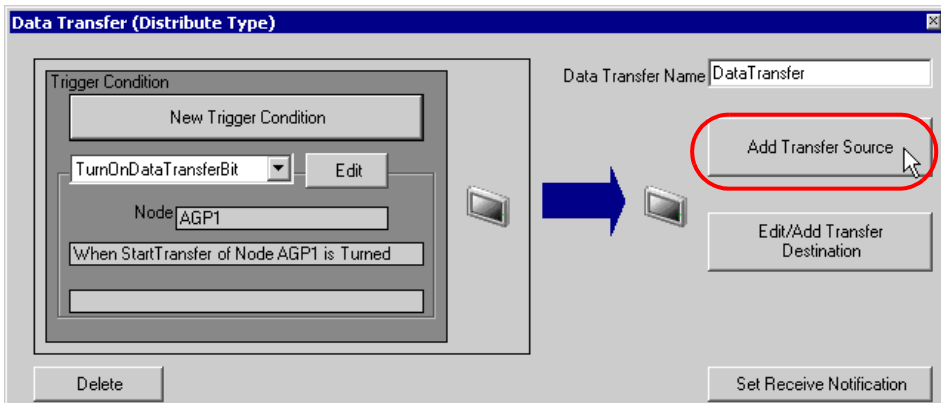 Data Transfer (Distribute Type)
Trigger Condition
New Trigger Condition
TurnOnDataTransferBit
Edit
Node
AGP1
When StartTransfer of Node AGP1 is Turned
Data Transfer Name
DataTransfer
Add Transfer Source
Edit/Add Transfer
Destination
Delete
Set Receive Notification